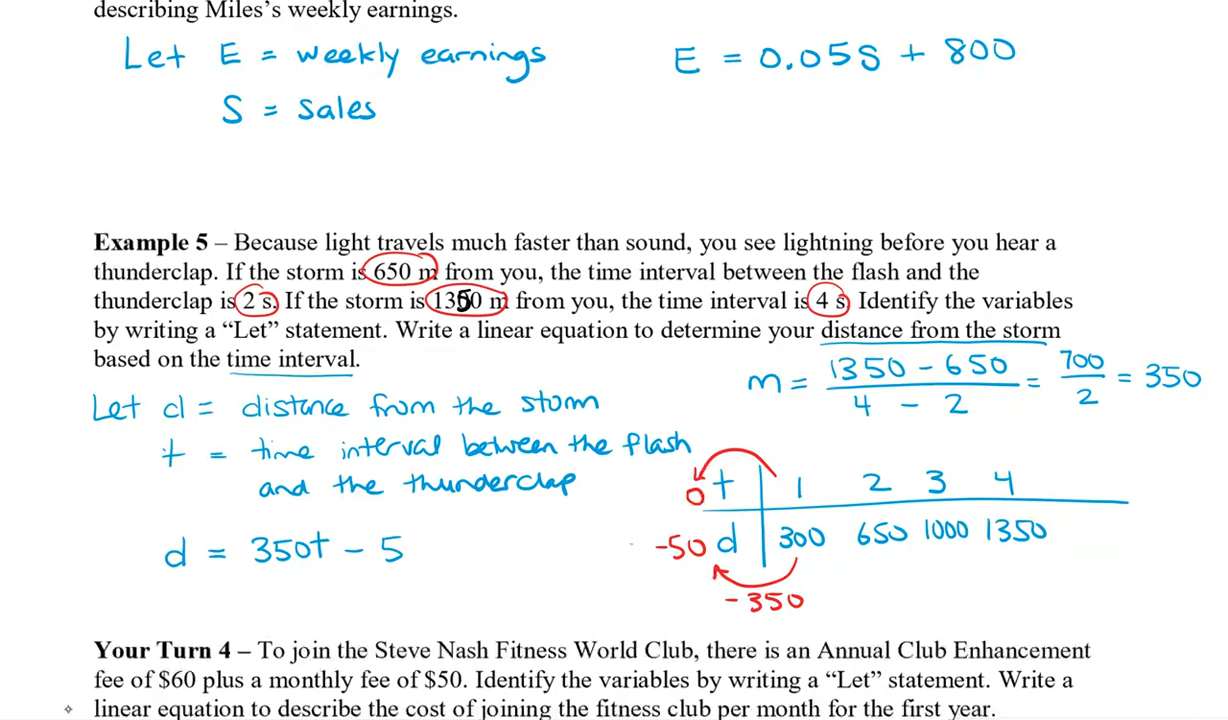 describing Miles's weekly earnings.
Let E = weekly earnings
E = 0.05S + 800
S = sales
Example 5 – Because light travels much faster than sound, you see lightning before you hear a
thunderclap. If the storm is 650 m from you, the time interval between the flash and the
thunderclap is 2 s. If the storm is 1350 m from you, the time interval is 4 s. Identify the variables
by writing a “Let” statement. Write a linear equation to determine your distance from the storm
based on the time interval.
m = 1350 - 650 / 4 - 2 = 700 / 2 = 350
Let d = distance from the storm
t = time interval between the flash
and the thunderclap
0 t 1 2 3 4
-50 d 300 650 1000 1350
-350
d = 350t - 5
Your Turn 4 – To join the Steve Nash Fitness World Club, there is an Annual Club Enhancement
fee of $60 plus a monthly fee of $50. Identify the variables by writing a “Let” statement. Write a
linear equation to describe the cost of joining the fitness club per month for the first year.